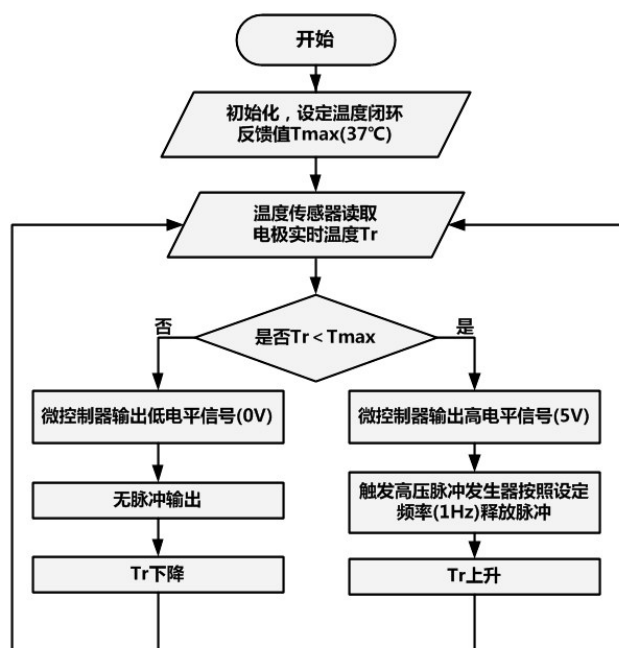 开始
初始化，设定温度闭环
反馈值Tmax(37℃)
温度传感器读取
电极实时温度Tr
是否Tr＜Tmax
否
是
微控制器输出低电平信号(0V)
微控制器输出高电平信号(5V)
无脉冲输出
触发高压脉冲发生器按照设定
频率(1Hz)释放脉冲
Tr下降
Tr上升